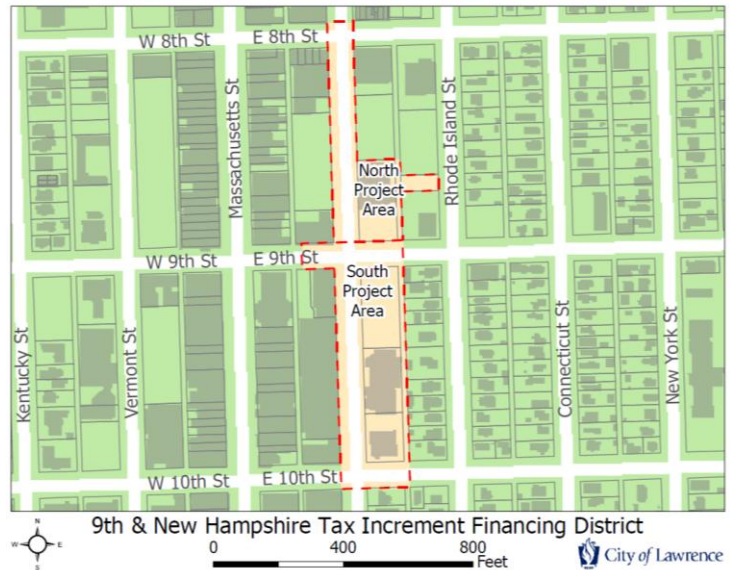 W 8th St
E 8th St
Massachusetts St
Rhode Island St
North
Project
Area
W 9th St
E 9th St
South
Project
Area
Kentucky St
Vermont St
Connecticut St
New York St
W 10th St
E 10th St
9th & New Hampshire Tax Increment Financing District
N
W
E
S
0
400
800
Feet
City of Lawrence